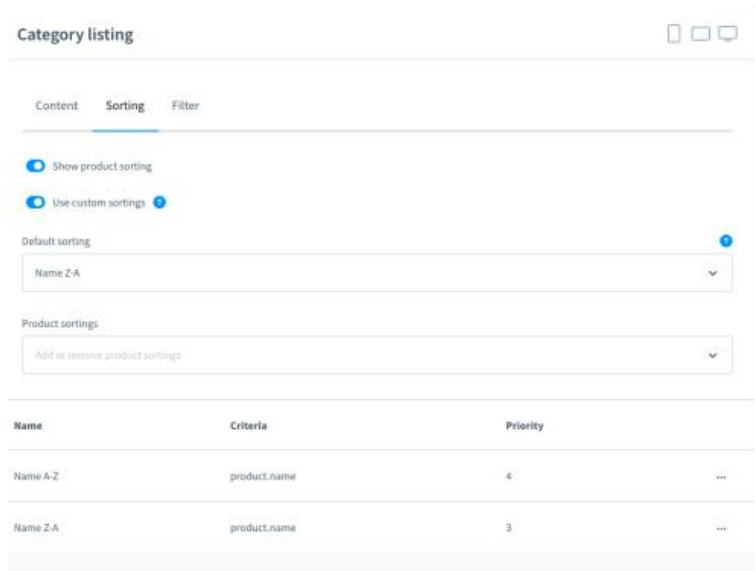 Category listing
Content Sorting Filter
Show product sorting
Use custom sortings ?
Default sorting ?
Name Z-A
Product sortings
Add or remove product sortings
Name Criteria Priority
Name A-Z product.name 4 ...
Name Z-A product.name 3 ...